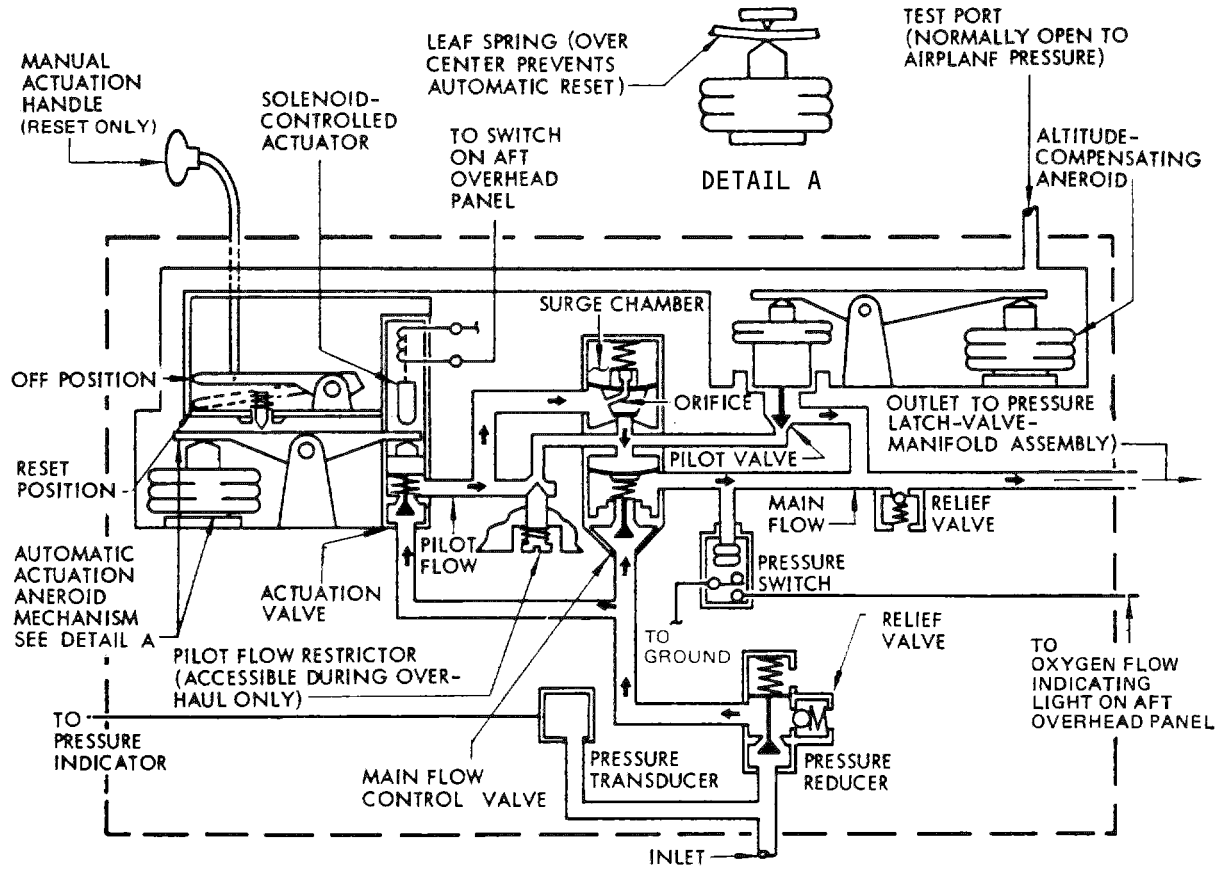 MANUAL
ACTUATION
HANDLE
(RESET ONLY)
SOLENOID-
CONTROLLED
ACTUATOR
LEAF SPRING (OVER
CENTER PREVENTS
AUTOMATIC RESET)
TO SWITCH
ON AFT
OVERHEAD
PANEL
DETAIL A
TEST PORT
(NORMALLY OPEN TO
AIRPLANF PRESSURE)
ALTITUDE-
COMPENSATING
ANEROID
SURGE CHAMBER
OFF POSITION
ORIFICE
OUTLET TO PRESSURE
LATCH-VALVE-
MANIFOLD ASSEMBLY)
PILOT VALVE
RESET
POSITION
MAIN
FLOW
RELIEF
VALVE
PILOT
FLOW
AUTOMATIC
ACTUATION
ANEROID
MECHANISM
SEE DETAIL A
ACTUATION
VALVE
PRESSURE
SWITCH
TO
GROUND
RELIEF
VALVE
TO
OXYGEN FLOW
INDICATING
LIGHT ON AFT
OVERHEAD PANEL
PILOT FLOW RESTRICTOR
(ACCESSIBLE DURING OVER-
HAUL ONLY)
TO
PRESSURE
INDICATOR
PRESSURE
TRANSDUCER
PRESSURE
REDUCER
MAIN FLOW
CONTROL VALVE
INLET